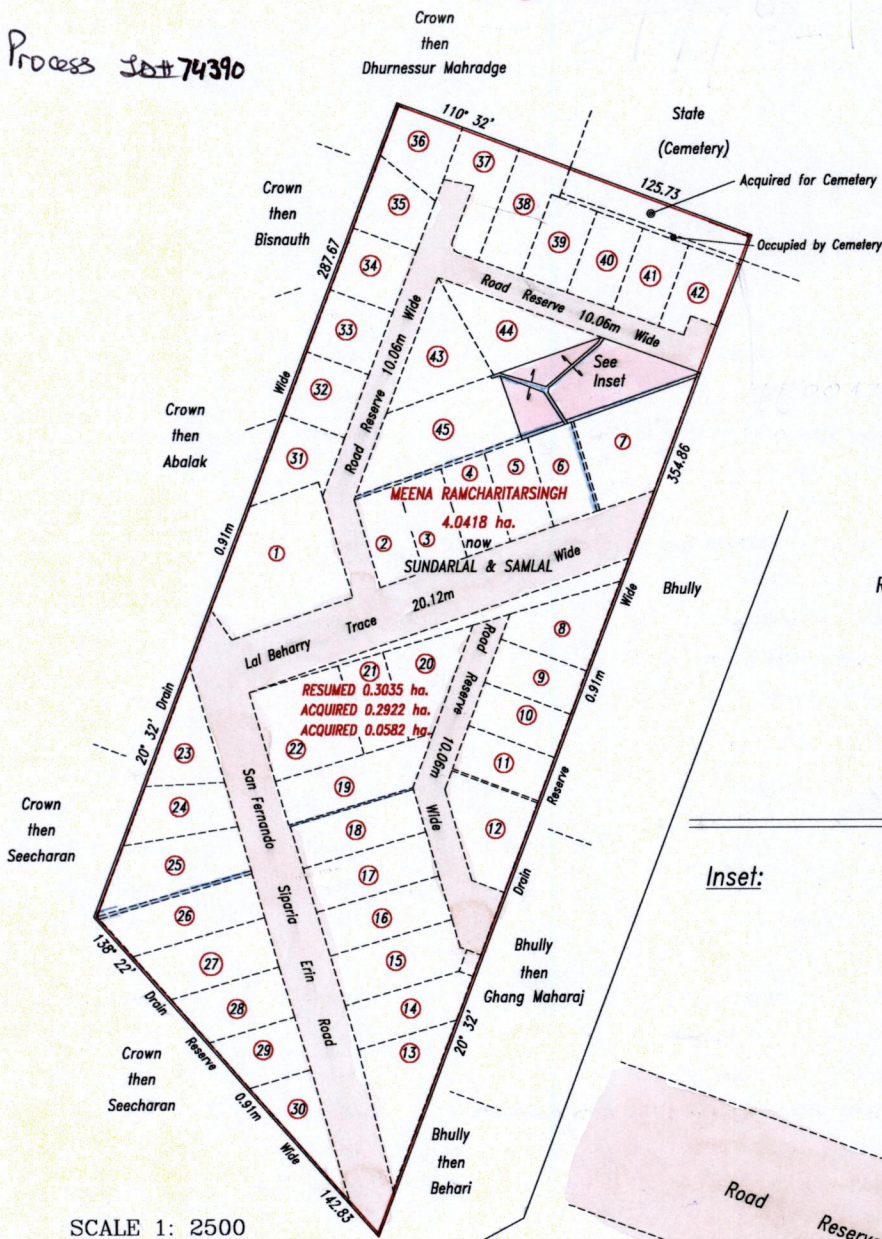 Process Job# 74390
Crown
then
Dhurnessur Mahradge
110° 32'
State
(Cemetery)
125.73
Acquired for Cemetery
Occupied by Cemetery
Crown
then
Bisnauth
287.67
36
37
35
38
39
40
41
42
34
Road Reserve 10.06m Wide
33
Road Reserve 10.06m Wide
43
44
See
Inset
32
Wide
Crown
then
Abalak
31
45
7
354.86
4
5
6
MEENA RAMCHARITARSINGH
4.0418 ha.
now
SUNDARLAL & SAMLAL
2
3
1
0.91m
Wide
20.12m
Lal Beharry Trace
Wide
Bhully
R
8
9
10
11
12
Road Reserve 10.06m Wide
0.91m
Reserve
Drain
21
20
RESUMED 0.3035 ha.
ACQUIRED 0.2922 ha.
ACQUIRED 0.0582 ha.
22
19
18
17
16
15
14
13
20° 32' Drain
23
24
25
26
27
28
29
30
San Fernando Siparia Erin Road
Crown
then
Seecharan
138° 22'
Drain Reserve 0.91m Wide
Crown
then
Seecharan
142.83
Inset:
Bhully
then
Ghang Maharaj
20° 32'
Bhully
then
Behari
Road Reserve
SCALE 1: 2500